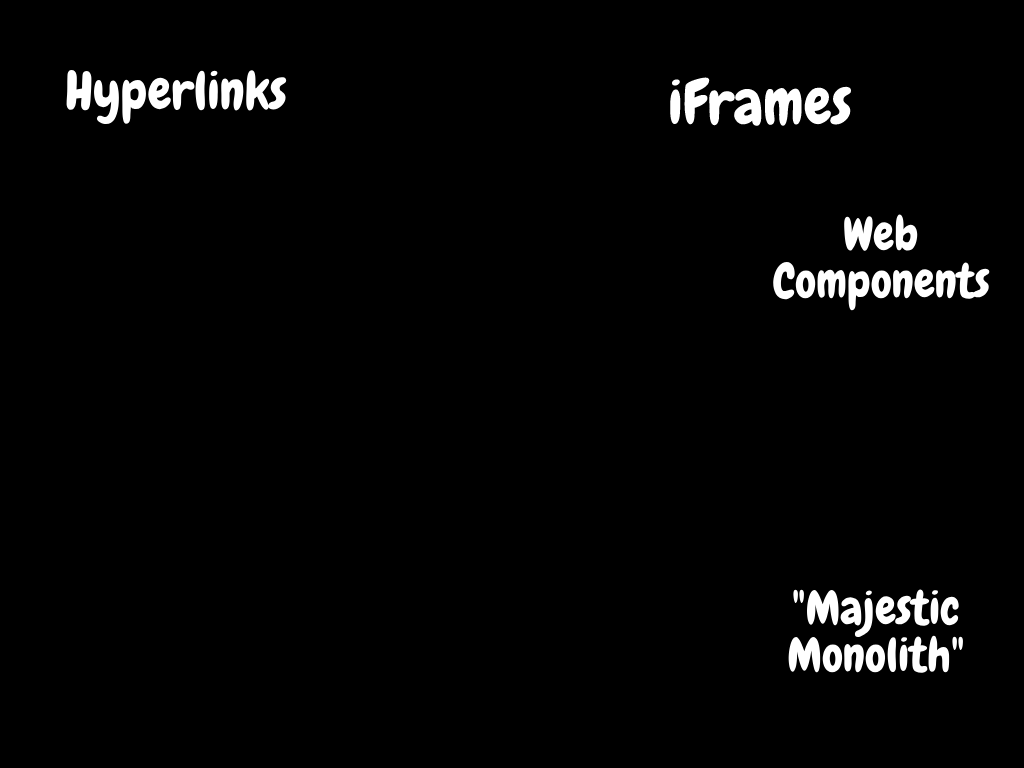 Hyperlinks
iFrames
Web
Components
"Majestic
Monolith"